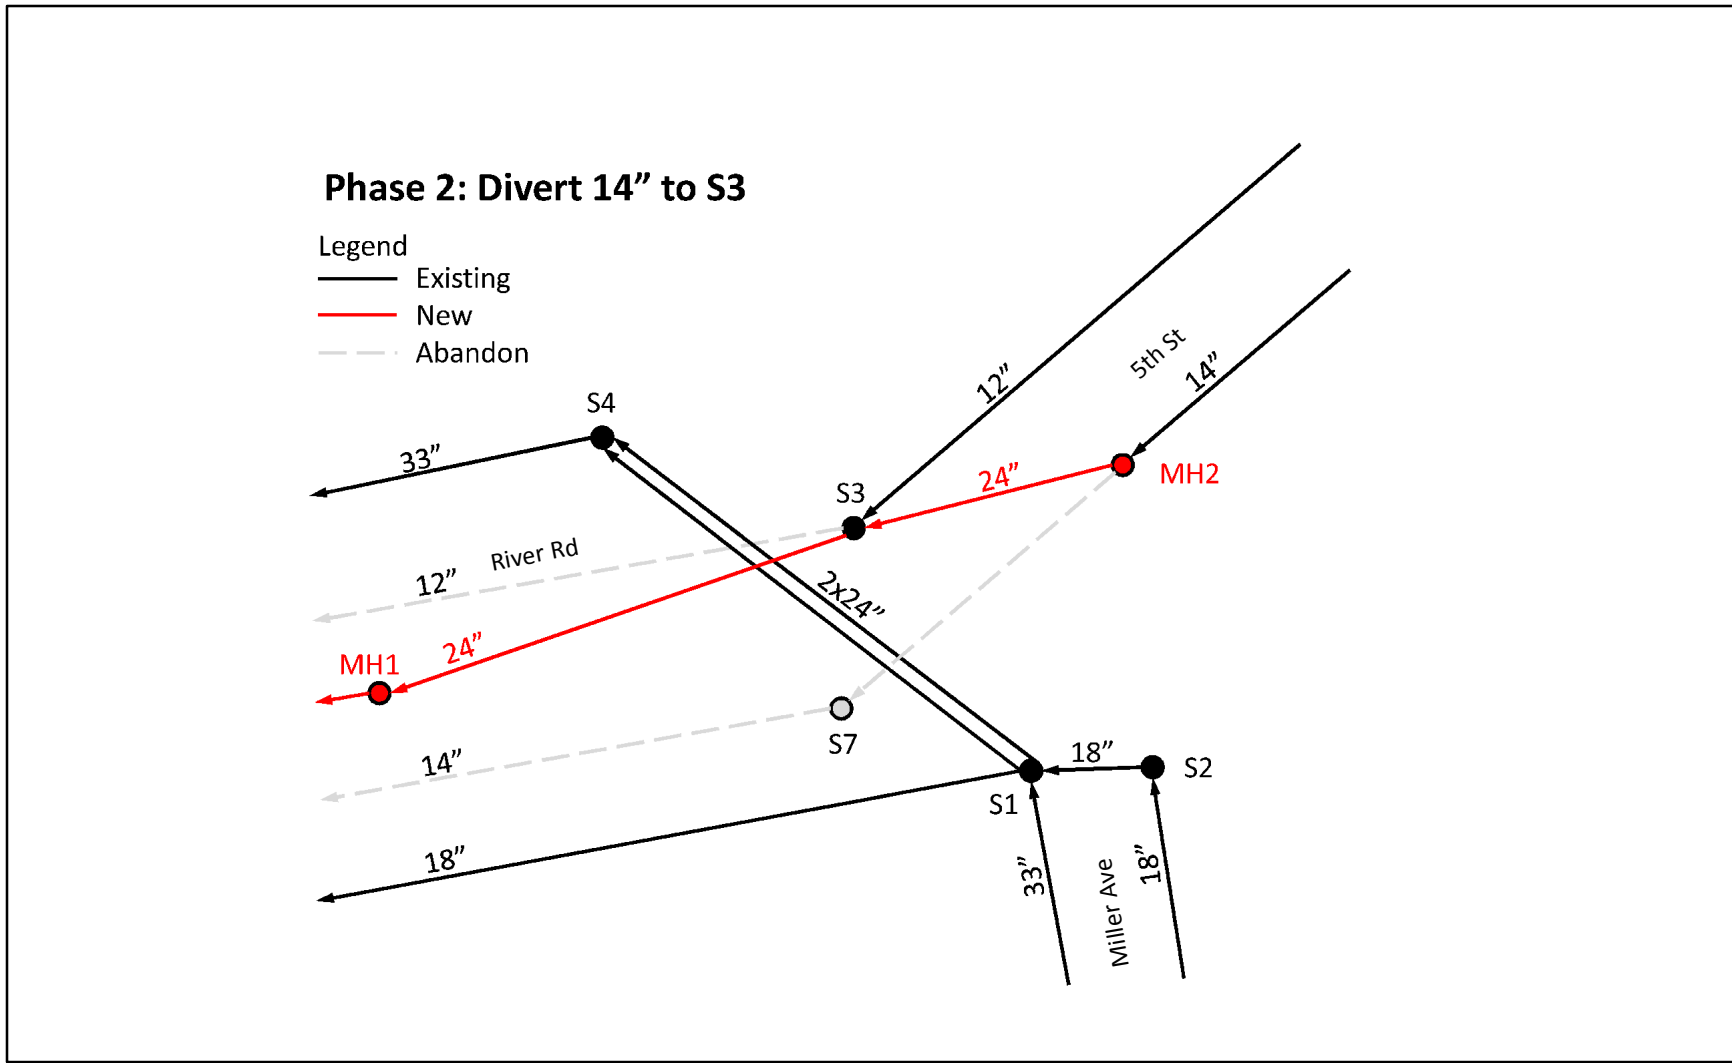 Phase 2: Divert 14” to S3
Legend
Existing
New
Abandon
5th St
12”
14”
S4
33”
24”
MH2
S3
River Rd
12”
2x24”
24”
MH1
S7
14”
18”
S2
S1
18”
33”
Miller Ave
18”